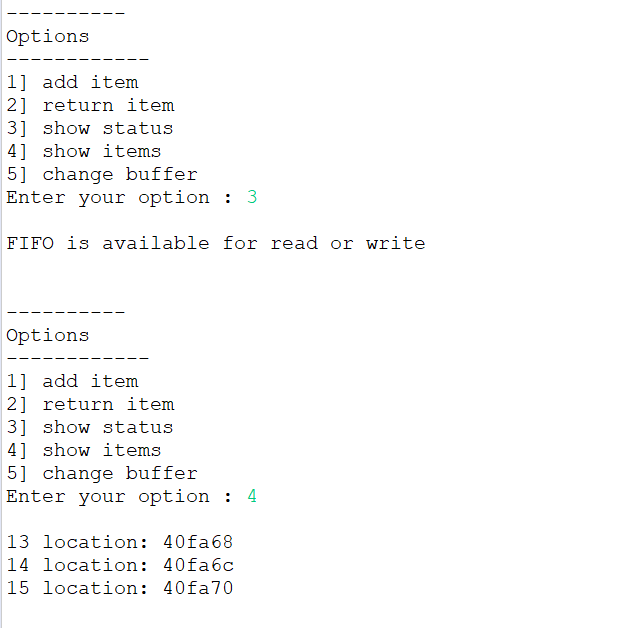 ----------
Options
------------
1] add item
2] return item
3] show status
4] show items
5] change buffer
Enter your option : 3
FIFO is available for read or write
----------
Options
------------
1] add item
2] return item
3] show status
4] show items
5] change buffer
Enter your option : 4
13 location: 40fa68
14 location: 40fa6c
15 location: 40fa70